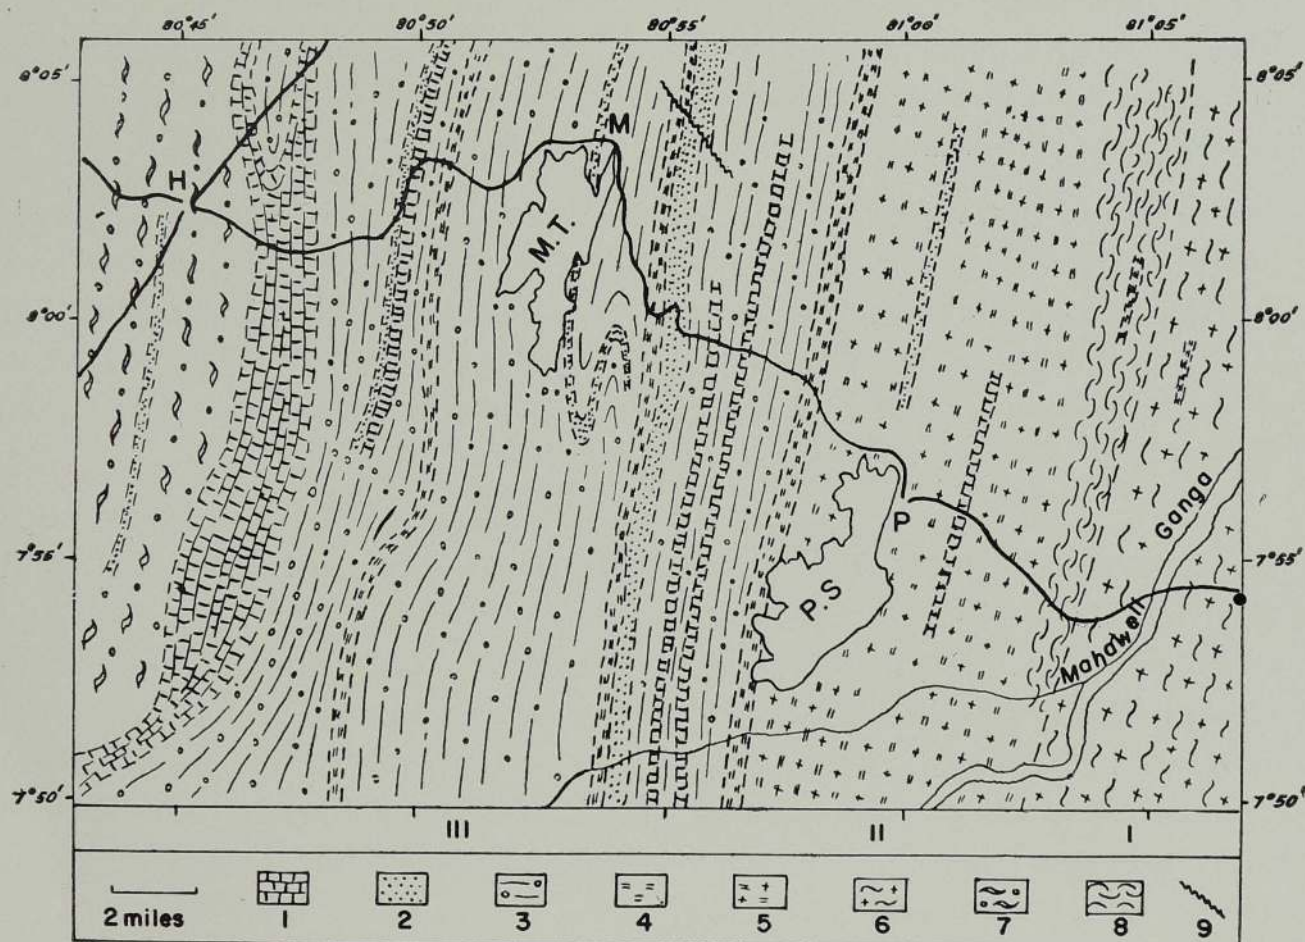 80°45' 80°50' 80°55' 81°00' 81°05'
8°05' 8°05'
H
M
M.T.
8°00' 8°00'
P
Ganga
7°56' 7°55'
P.S
Mahaweli
7°50' 7°50'
III II I
2 miles 1 2 3 4 5 6 7 8 9